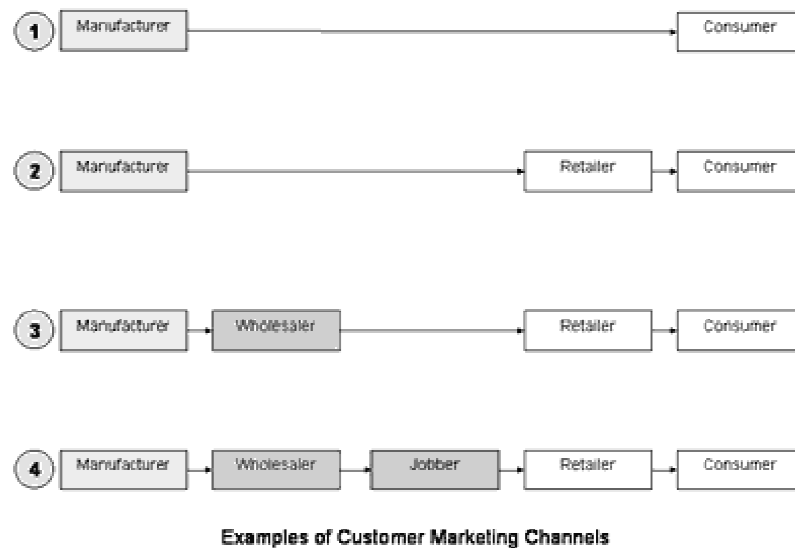 1 Manufacturer Consumer
2 Manufacturer Retailer Consumer
3 Manufacturer Wholesaler Retailer Consumer
4 Manufacturer Wholesaler Jobber Retailer Consumer
Examples of Customer Marketing Channels